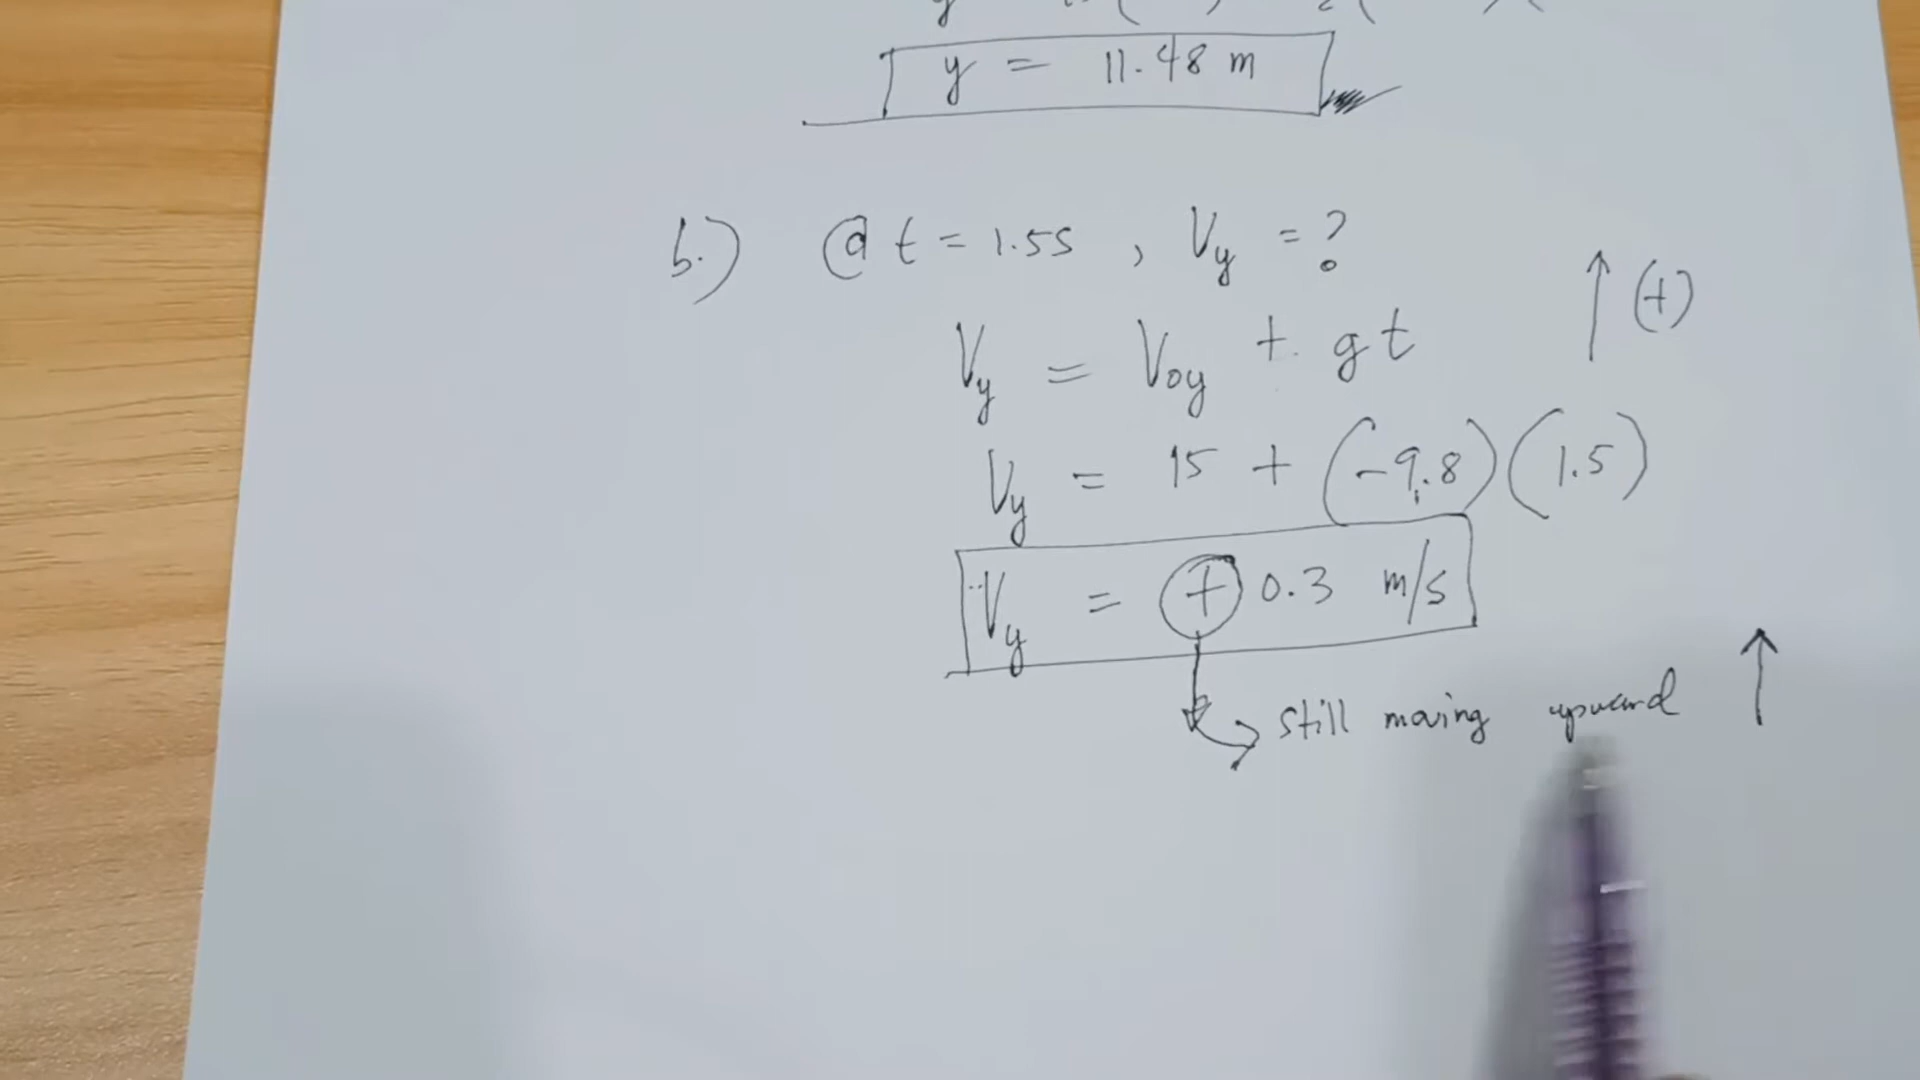 y = 11.48 m
b.) @ t = 1.5s , Vy = ?
Vy = Voy + gt ↑ (+)
Vy = 15 + (-9.8)(1.5)
Vy = + 0.3 m/s
still moving upward ↑